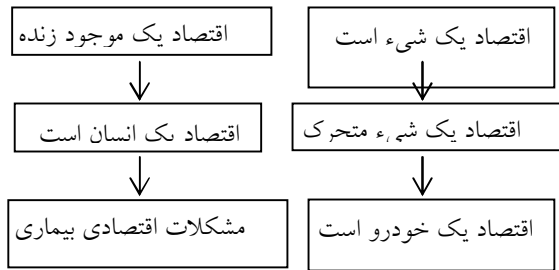 اقتصاد یک شیء است
اقتصاد یک شیء متحرک
اقتصاد یک خودرو است
اقتصاد یک موجود زنده
اقتصاد یک انسان است
مشکلات اقتصادی بیماری